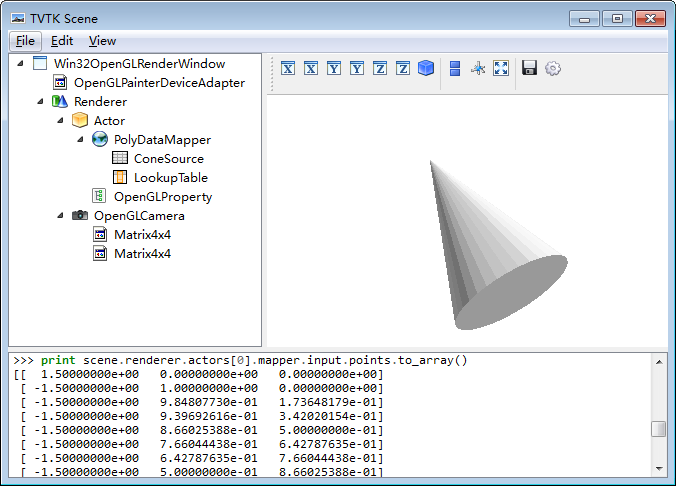 TVTK Scene
File Edit View
Win32OpenGLRenderWindow
OpenGLPainterDeviceAdapter
Renderer
Actor
PolyDataMapper
ConeSource
LookupTable
OpenGLProperty
OpenGLCamera
Matrix4x4
Matrix4x4
X X Y Y Z Z
>>> print scene.renderer.actors[0].mapper.input.points.to_array()
[[ 1.50000000e+00 0.00000000e+00 0.00000000e+00]
[ -1.50000000e+00 1.00000000e+00 0.00000000e+00]
[ -1.50000000e+00 9.84807730e-01 1.73648179e-01]
[ -1.50000000e+00 9.39692616e-01 3.42020154e-01]
[ -1.50000000e+00 8.66025388e-01 5.00000000e-01]
[ -1.50000000e+00 7.66044438e-01 6.42787635e-01]
[ -1.50000000e+00 6.42787635e-01 7.66044438e-01]
[ -1.50000000e+00 5.00000000e-01 8.66025388e-01]